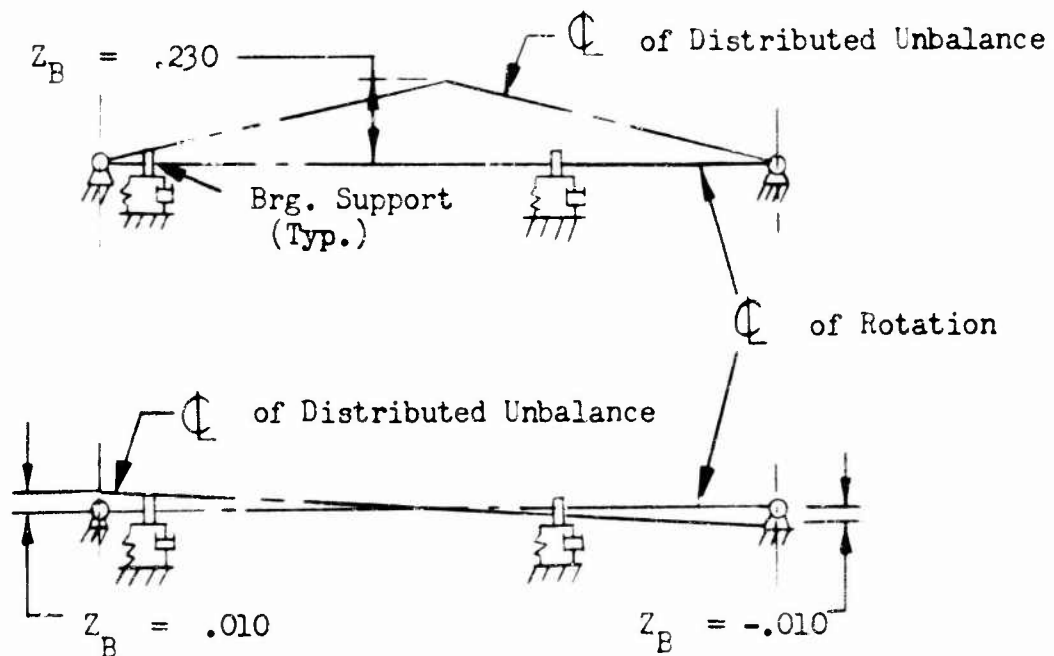 ℄ of Distributed Unbalance
Z_B = .230
Brg. Support
(Typ.)
℄ of Rotation
℄ of Distributed Unbalance
Z_B = .010
Z_B = -.010